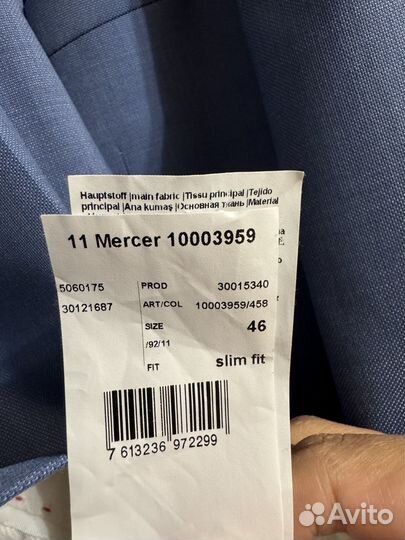 Hauptstoff |main fabric |Tissu principal |Tejido
principal |Ana kumaş |Основная ткань |Material
11 Mercer 10003959
5060175 PROD 30015340
30121687 ART/COL 10003959/458
SIZE 46
/92/11
FIT slim fit
7 613236 972299
Avito